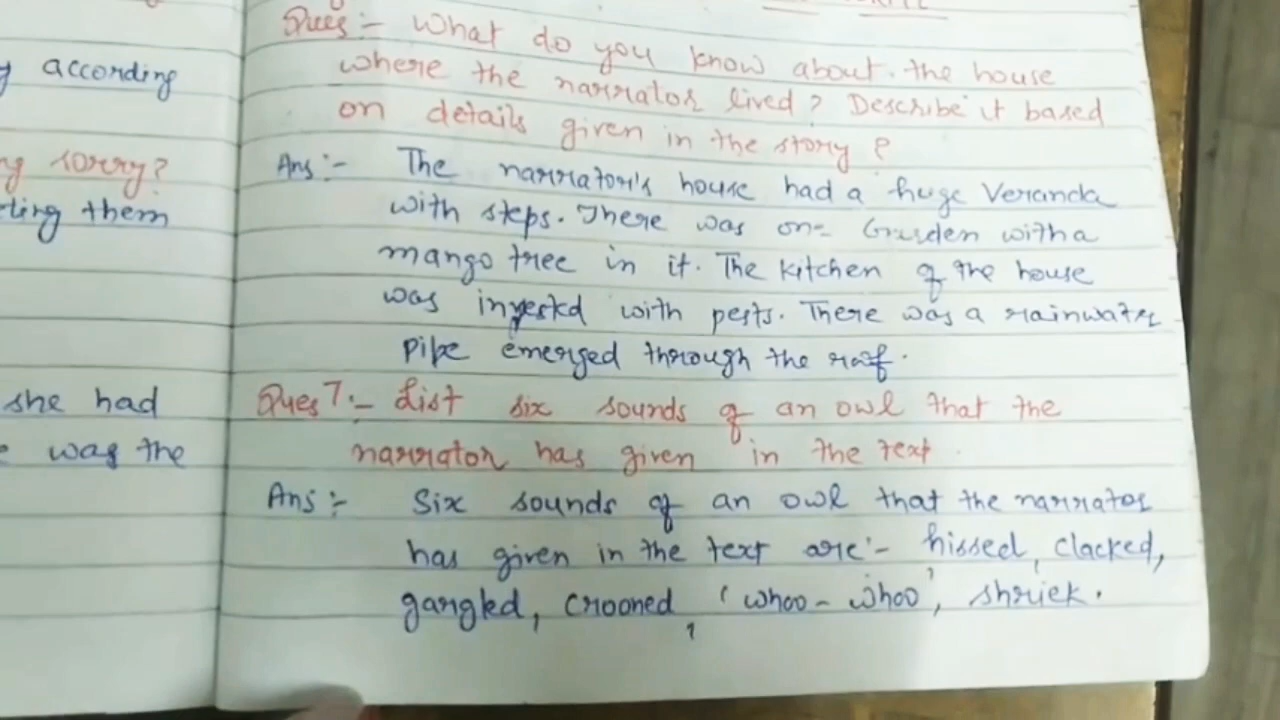 y according
ng sorry?
cting them
she had
e was the
Ques:- What do you know about. the house
where the narrator lived? Describe it based
on details given in the story ?
Ans:- The narrator's house had a huge Veranda
with steps. There was one Garden with a
mango tree in it. The kitchen of the house
was invested with pests. There was a rainwater
pipe emerged through the roof.
Ques 7:- List six sounds of an owl that the
narrator has given in the text.
Ans:- Six sounds of an owl that the narrator
has given in the text are:- hissed, clacked,
gargled, crooned, 'whoo-whoo', shriek.